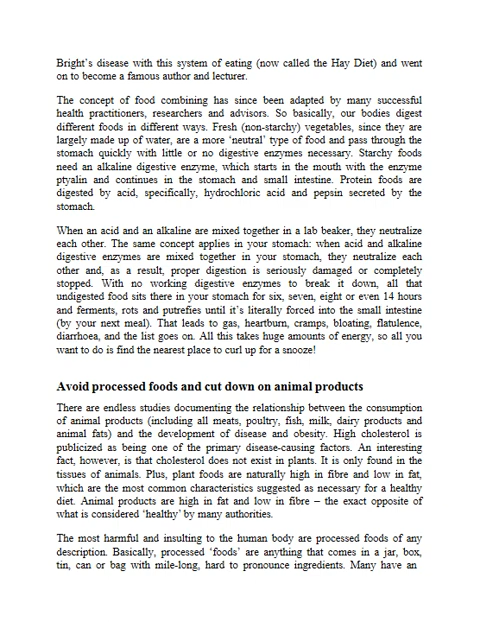 Bright's disease with this system of eating (now called the Hay Diet) and went
on to become a famous author and lecturer.
The concept of food combining has since been adapted by many successful
health practitioners, researchers and advisors. So basically, our bodies digest
different foods in different ways. Fresh (non-starchy) vegetables, since they are
largely made up of water, are a more 'neutral' type of food and pass through the
stomach quickly with little or no digestive enzymes necessary. Starchy foods
need an alkaline digestive enzyme, which starts in the mouth with the enzyme
ptyalin and continues in the stomach and small intestine. Protein foods are
digested by acid, specifically, hydrochloric acid and pepsin secreted by the
stomach.
When an acid and an alkaline are mixed together in a lab beaker, they neutralize
each other. The same concept applies in your stomach: when acid and alkaline
digestive enzymes are mixed together in your stomach, they neutralize each
other and, as a result, proper digestion is seriously damaged or completely
stopped. With no working digestive enzymes to break it down, all that
undigested food sits there in your stomach for six, seven, eight or even 14 hours
and ferments, rots and putrefies until it's literally forced into the small intestine
(by your next meal). That leads to gas, heartburn, cramps, bloating, flatulence,
diarrhoea, and the list goes on. All this takes huge amounts of energy, so all you
want to do is find the nearest place to curl up for a snooze!
Avoid processed foods and cut down on animal products
There are endless studies documenting the relationship between the consumption
of animal products (including all meats, poultry, fish, milk, dairy products and
animal fats) and the development of disease and obesity. High cholesterol is
publicized as being one of the primary disease-causing factors. An interesting
fact, however, is that cholesterol does not exist in plants. It is only found in the
tissues of animals. Plus, plant foods are naturally high in fibre and low in fat,
which are the most common characteristics suggested as necessary for a healthy
diet. Animal products are high in fat and low in fibre – the exact opposite of
what is considered 'healthy' by many authorities.
The most harmful and insulting to the human body are processed foods of any
description. Basically, processed 'foods' are anything that comes in a jar, box,
tin, can or bag with mile-long, hard to pronounce ingredients. Many have an